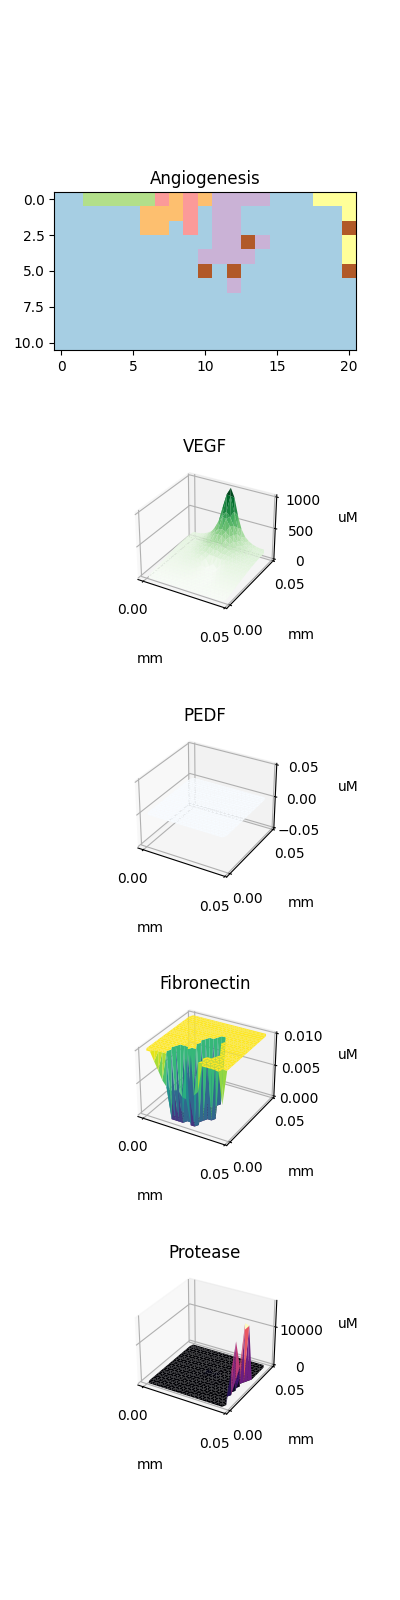 Angiogenesis
0.0
2.5
5.0
7.5
10.0
0 5 10 15 20
VEGF
1000
uM
500
0
0.05
0.00
0.05 0.00 mm
mm
PEDF
0.05
uM
0.00
−0.05
0.05
0.00
0.05 0.00 mm
mm
Fibronectin
0.010
uM
0.005
0.000
0.05
0.00
0.05 0.00 mm
mm
Protease
uM
10000
0
0.05
0.00
0.05 0.00 mm
mm